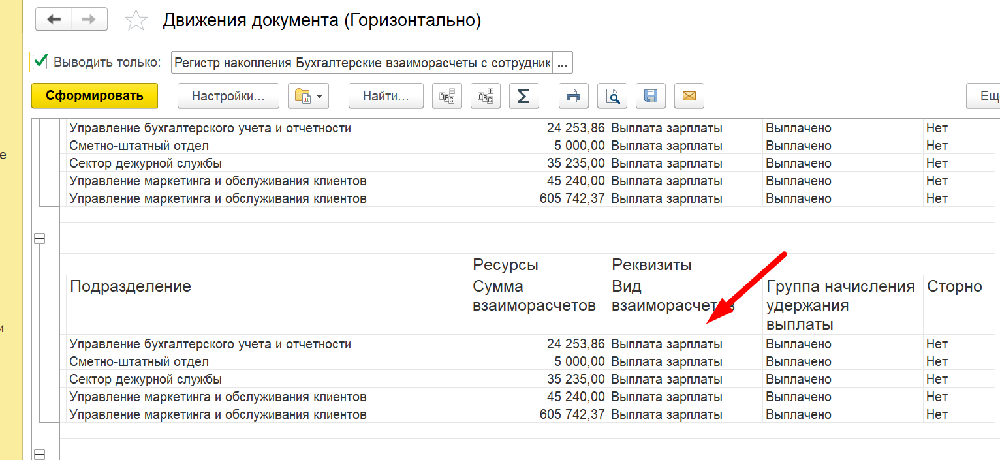 Движения документа (Горизонтально)
Выводить только: Регистр накопления Бухгалтерские взаиморасчеты с сотрудник ...
Сформировать Настройки... Найти... Ещ
Управление бухгалтерского учета и отчетности 24 253,86 Выплата зарплаты Выплачено Нет
Сметно-штатный отдел 5 000,00 Выплата зарплаты Выплачено Нет
е
Сектор дежурной службы 35 235,00 Выплата зарплаты Выплачено Нет
Управление маркетинга и обслуживания клиентов 45 240,00 Выплата зарплаты Выплачено Нет
Управление маркетинга и обслуживания клиентов 605 742,37 Выплата зарплаты Выплачено Нет
Ресурсы Реквизиты
Подразделение Сумма Вид Группа начисления Сторно
взаиморасчетов взаиморасчетов удержания
выплаты
и
Управление бухгалтерского учета и отчетности 24 253,86 Выплата зарплаты Выплачено Нет
Сметно-штатный отдел 5 000,00 Выплата зарплаты Выплачено Нет
Сектор дежурной службы 35 235,00 Выплата зарплаты Выплачено Нет
Управление маркетинга и обслуживания клиентов 45 240,00 Выплата зарплаты Выплачено Нет
Управление маркетинга и обслуживания клиентов 605 742,37 Выплата зарплаты Выплачено Нет